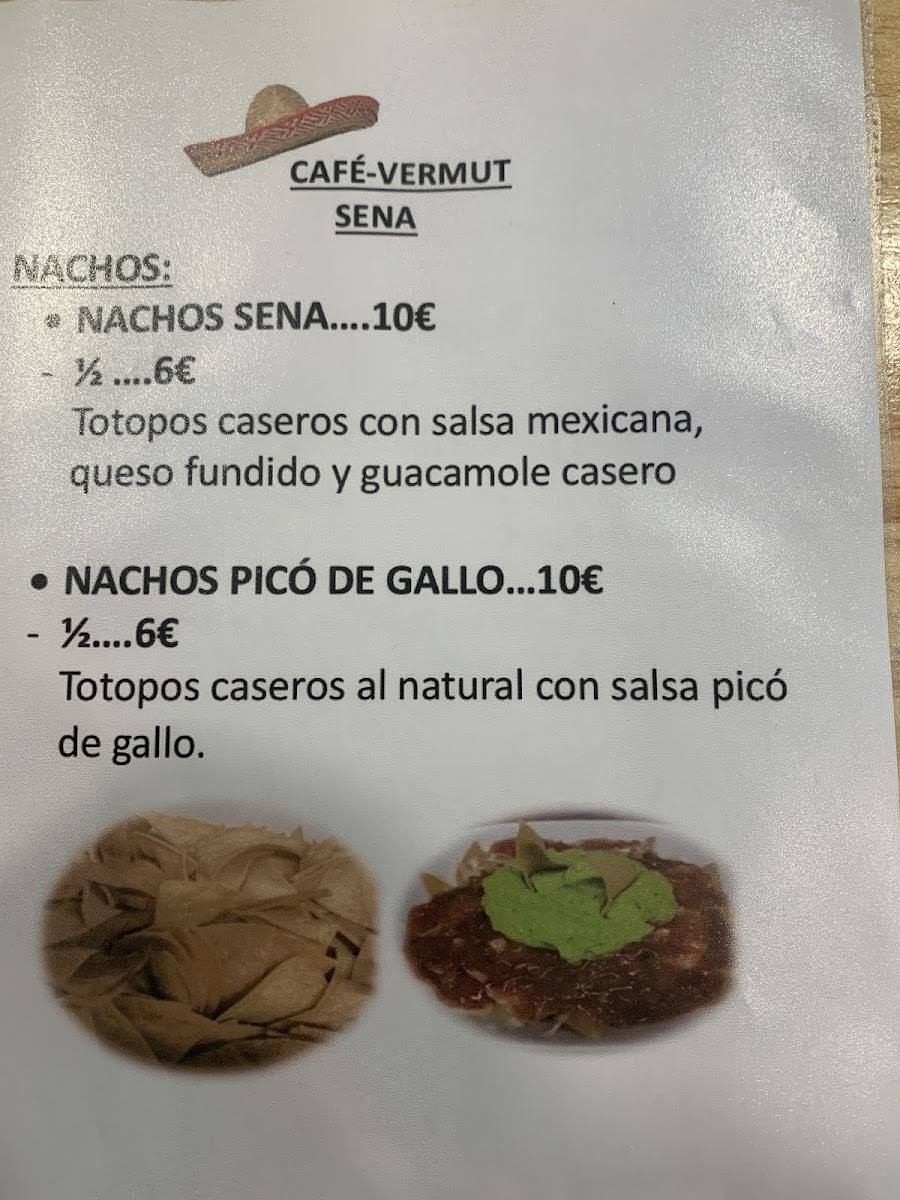 CAFÉ-VERMUT
SENA
NACHOS:
• NACHOS SENA....10€
- ½ ....6€
Totopos caseros con salsa mexicana,
queso fundido y guacamole casero
• NACHOS PICÓ DE GALLO...10€
- ½....6€
Totopos caseros al natural con salsa picó
de gallo.